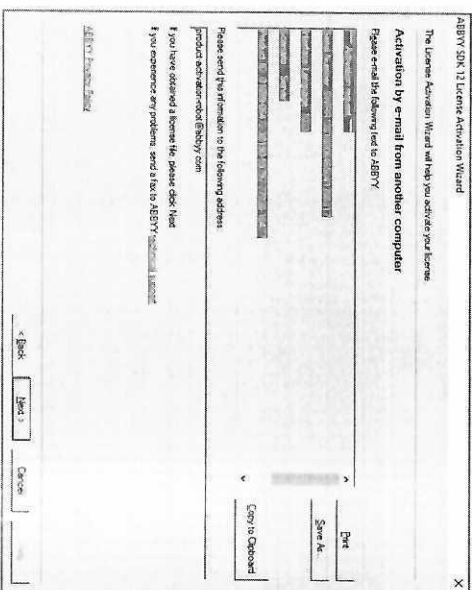 ABBYY SDK 12 License Activation Wizard
The License Activation Wizard will help you activate your license
Activation by e-mail from another computer
Please e-mail the following text to ABBYY.
Print
Save As...
Copy to Clipboard
Please send this information to the following address:
product-activation-robot@abbyy.com
If you have obtained a license file, please click Next
If you experience any problems, send a fax to ABBYY technical support
ABBYY Privacy Policy
< Back
Next >
Cancel